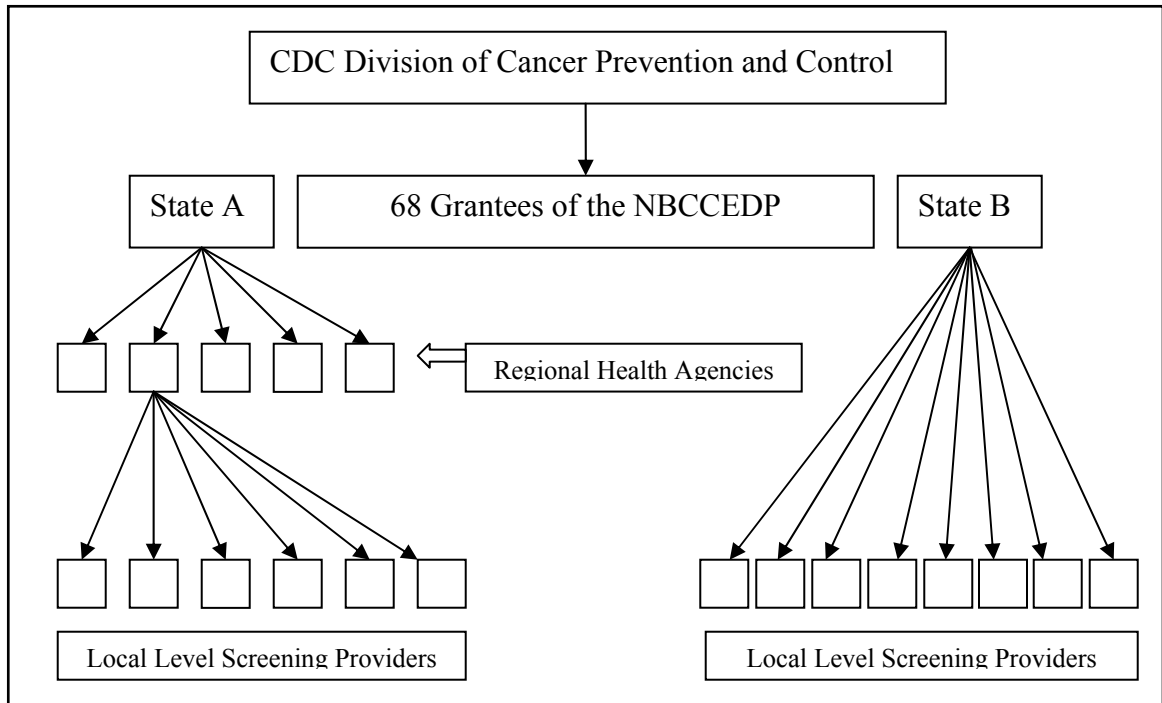 CDC Division of Cancer Prevention and Control
State A
68 Grantees of the NBCCEDP
State B
Regional Health Agencies
Local Level Screening Providers
Local Level Screening Providers